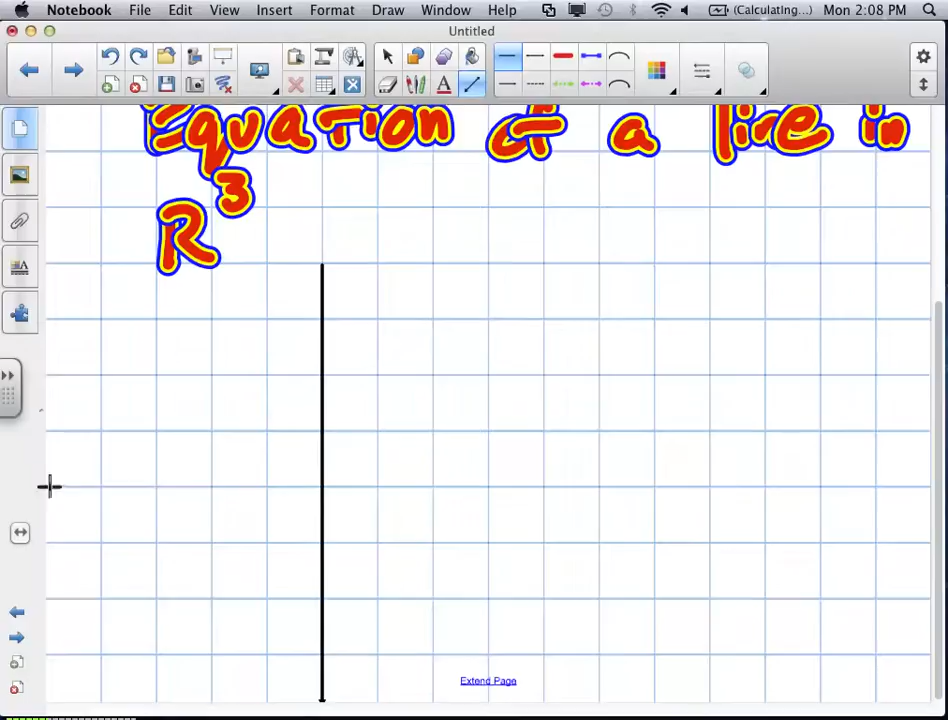 Notebook File Edit View Insert Format Draw Window Help (Calculating...) Mon 2:08 PM
Untitled
A
Equation of a line in
R3
Extend Page